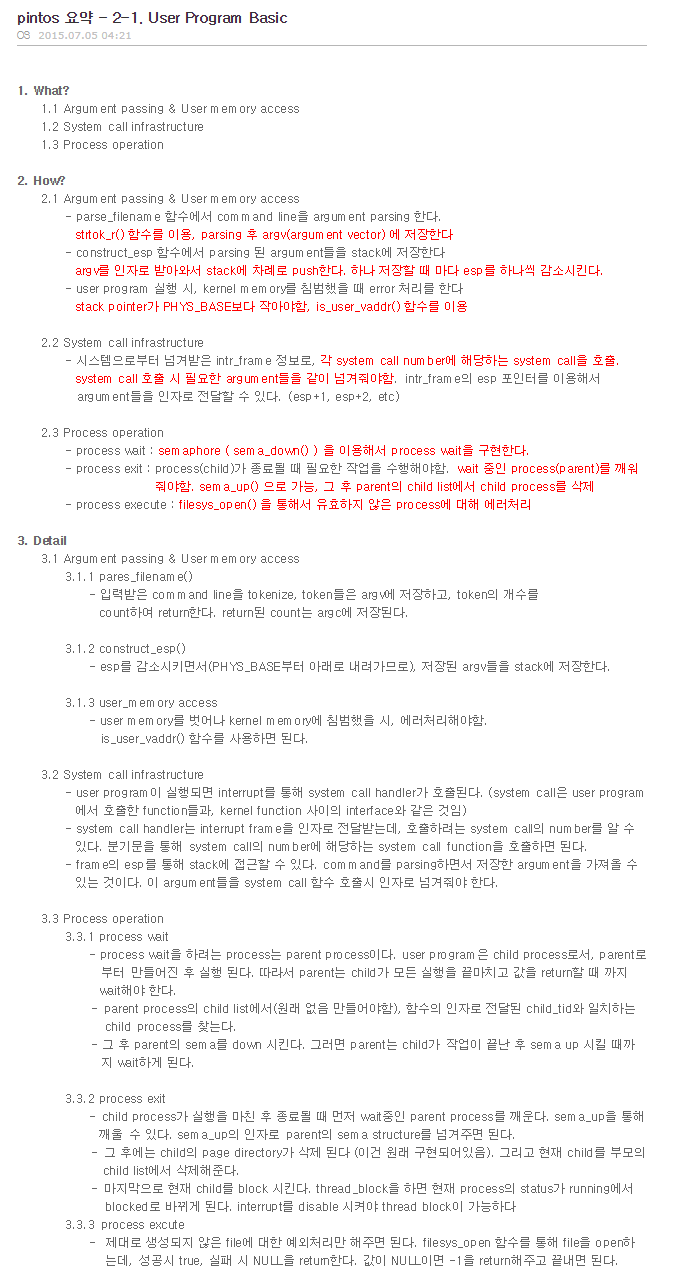 pintos 요약 - 2-1. User Program Basic
OS 2015.07.05 04:21
1. What?
1.1 Argument passing & User memory access
1.2 System call infrastructure
1.3 Process operation
2. How?
2.1 Argument passing & User memory access
- parse_filename 함수에서 command line을 argument parsing 한다.
strtok_r() 함수를 이용, parsing 후 argv(argument vector) 에 저장한다
- construct_esp 함수에서 parsing 된 argument들을 stack에 저장한다
argv를 인자로 받아와서 stack에 차례로 push한다. 하나 저장할 때 마다 esp를 하나씩 감소시킨다.
- user program 실행 시, kernel memory를 침범했을 때 error 처리를 한다
stack pointer가 PHYS_BASE보다 작아야함, is_user_vaddr() 함수를 이용
2.2 System call infrastructure
- 시스템으로부터 넘겨받은 intr_frame 정보로, 각 system call number에 해당하는 system call을 호출.
system call 호출 시 필요한 argument들을 같이 넘겨줘야함. intr_frame의 esp 포인터를 이용해서
argument들을 인자로 전달할 수 있다. (esp+1, esp+2, etc)
2.3 Process operation
- process wait : semaphore ( sema_down() ) 을 이용해서 process wait을 구현한다.
- process exit : process(child)가 종료될 때 필요한 작업을 수행해야함. wait 중인 process(parent)를 깨워
줘야함. sema_up() 으로 가능, 그 후 parent의 child list에서 child process를 삭제
- process execute : filesys_open() 을 통해서 유효하지 않은 process에 대해 에러처리
3. Detail
3.1 Argument passing & User memory access
3.1.1 pares_filename()
- 입력받은 command line을 tokenize, token들은 argv에 저장하고, token의 개수를
count하여 return한다. return된 count는 argc에 저장된다.
3.1.2 construct_esp()
- esp를 감소시키면서(PHYS_BASE부터 아래로 내려가므로), 저장된 argv들을 stack에 저장한다.
3.1.3 user_memory access
- user memory를 벗어나 kernel memory에 침범했을 시, 에러처리해야함.
is_user_vaddr() 함수를 사용하면 된다.
3.2 System call infrastructure
- user program이 실행되면 interrupt를 통해 system call handler가 호출된다. (system call은 user program
에서 호출한 function들과, kernel function 사이의 interface와 같은 것임)
- system call handler는 interrupt frame을 인자로 전달받는데, 호출하려는 system call의 number를 알 수
있다. 분기문을 통해 system call의 number에 해당하는 system call function을 호출하면 된다.
- frame의 esp를 통해 stack에 접근할 수 있다. command를 parsing하면서 저장한 argument을 가져올 수
있는 것이다. 이 argument들을 system call 함수 호출시 인자로 넘겨줘야 한다.
3.3 Process operation
3.3.1 process wait
- process wait을 하려는 process는 parent process이다. user program은 child process로서, parent로
부터 만들어진 후 실행 된다. 따라서 parent는 child가 모든 실행을 끝마치고 값을 return할 때 까지
wait해야 한다.
- parent process의 child list에서(원래 없음 만들어야함), 함수의 인자로 전달된 child_tid와 일치하는
child process를 찾는다.
- 그 후 parent의 sema를 down 시킨다. 그러면 parent는 child가 작업이 끝난 후 sema up 시킬 때까
지 wait하게 된다.
3.3.2 process exit
- child process가 실행을 마친 후 종료될 때 먼저 wait중인 parent process를 깨운다. sema_up을 통해
깨울 수 있다. sema_up의 인자로 parent의 sema structure를 넘겨주면 된다.
- 그 후에는 child의 page directory가 삭제 된다 (이건 원래 구현되어있음). 그리고 현재 child를 부모의
child list에서 삭제해준다.
- 마지막으로 현재 child를 block 시킨다. thread_block을 하면 현재 process의 status가 running에서
blocked로 바뀌게 된다. interrupt를 disable 시켜야 thread block이 가능하다
3.3.3 process excute
- 제대로 생성되지 않은 file에 대한 예외처리만 해주면 된다. filesys_open 함수를 통해 file을 open하
는데, 성공시 true, 실패 시 NULL을 return한다. 값이 NULL이면 -1을 return해주고 끝내면 된다.